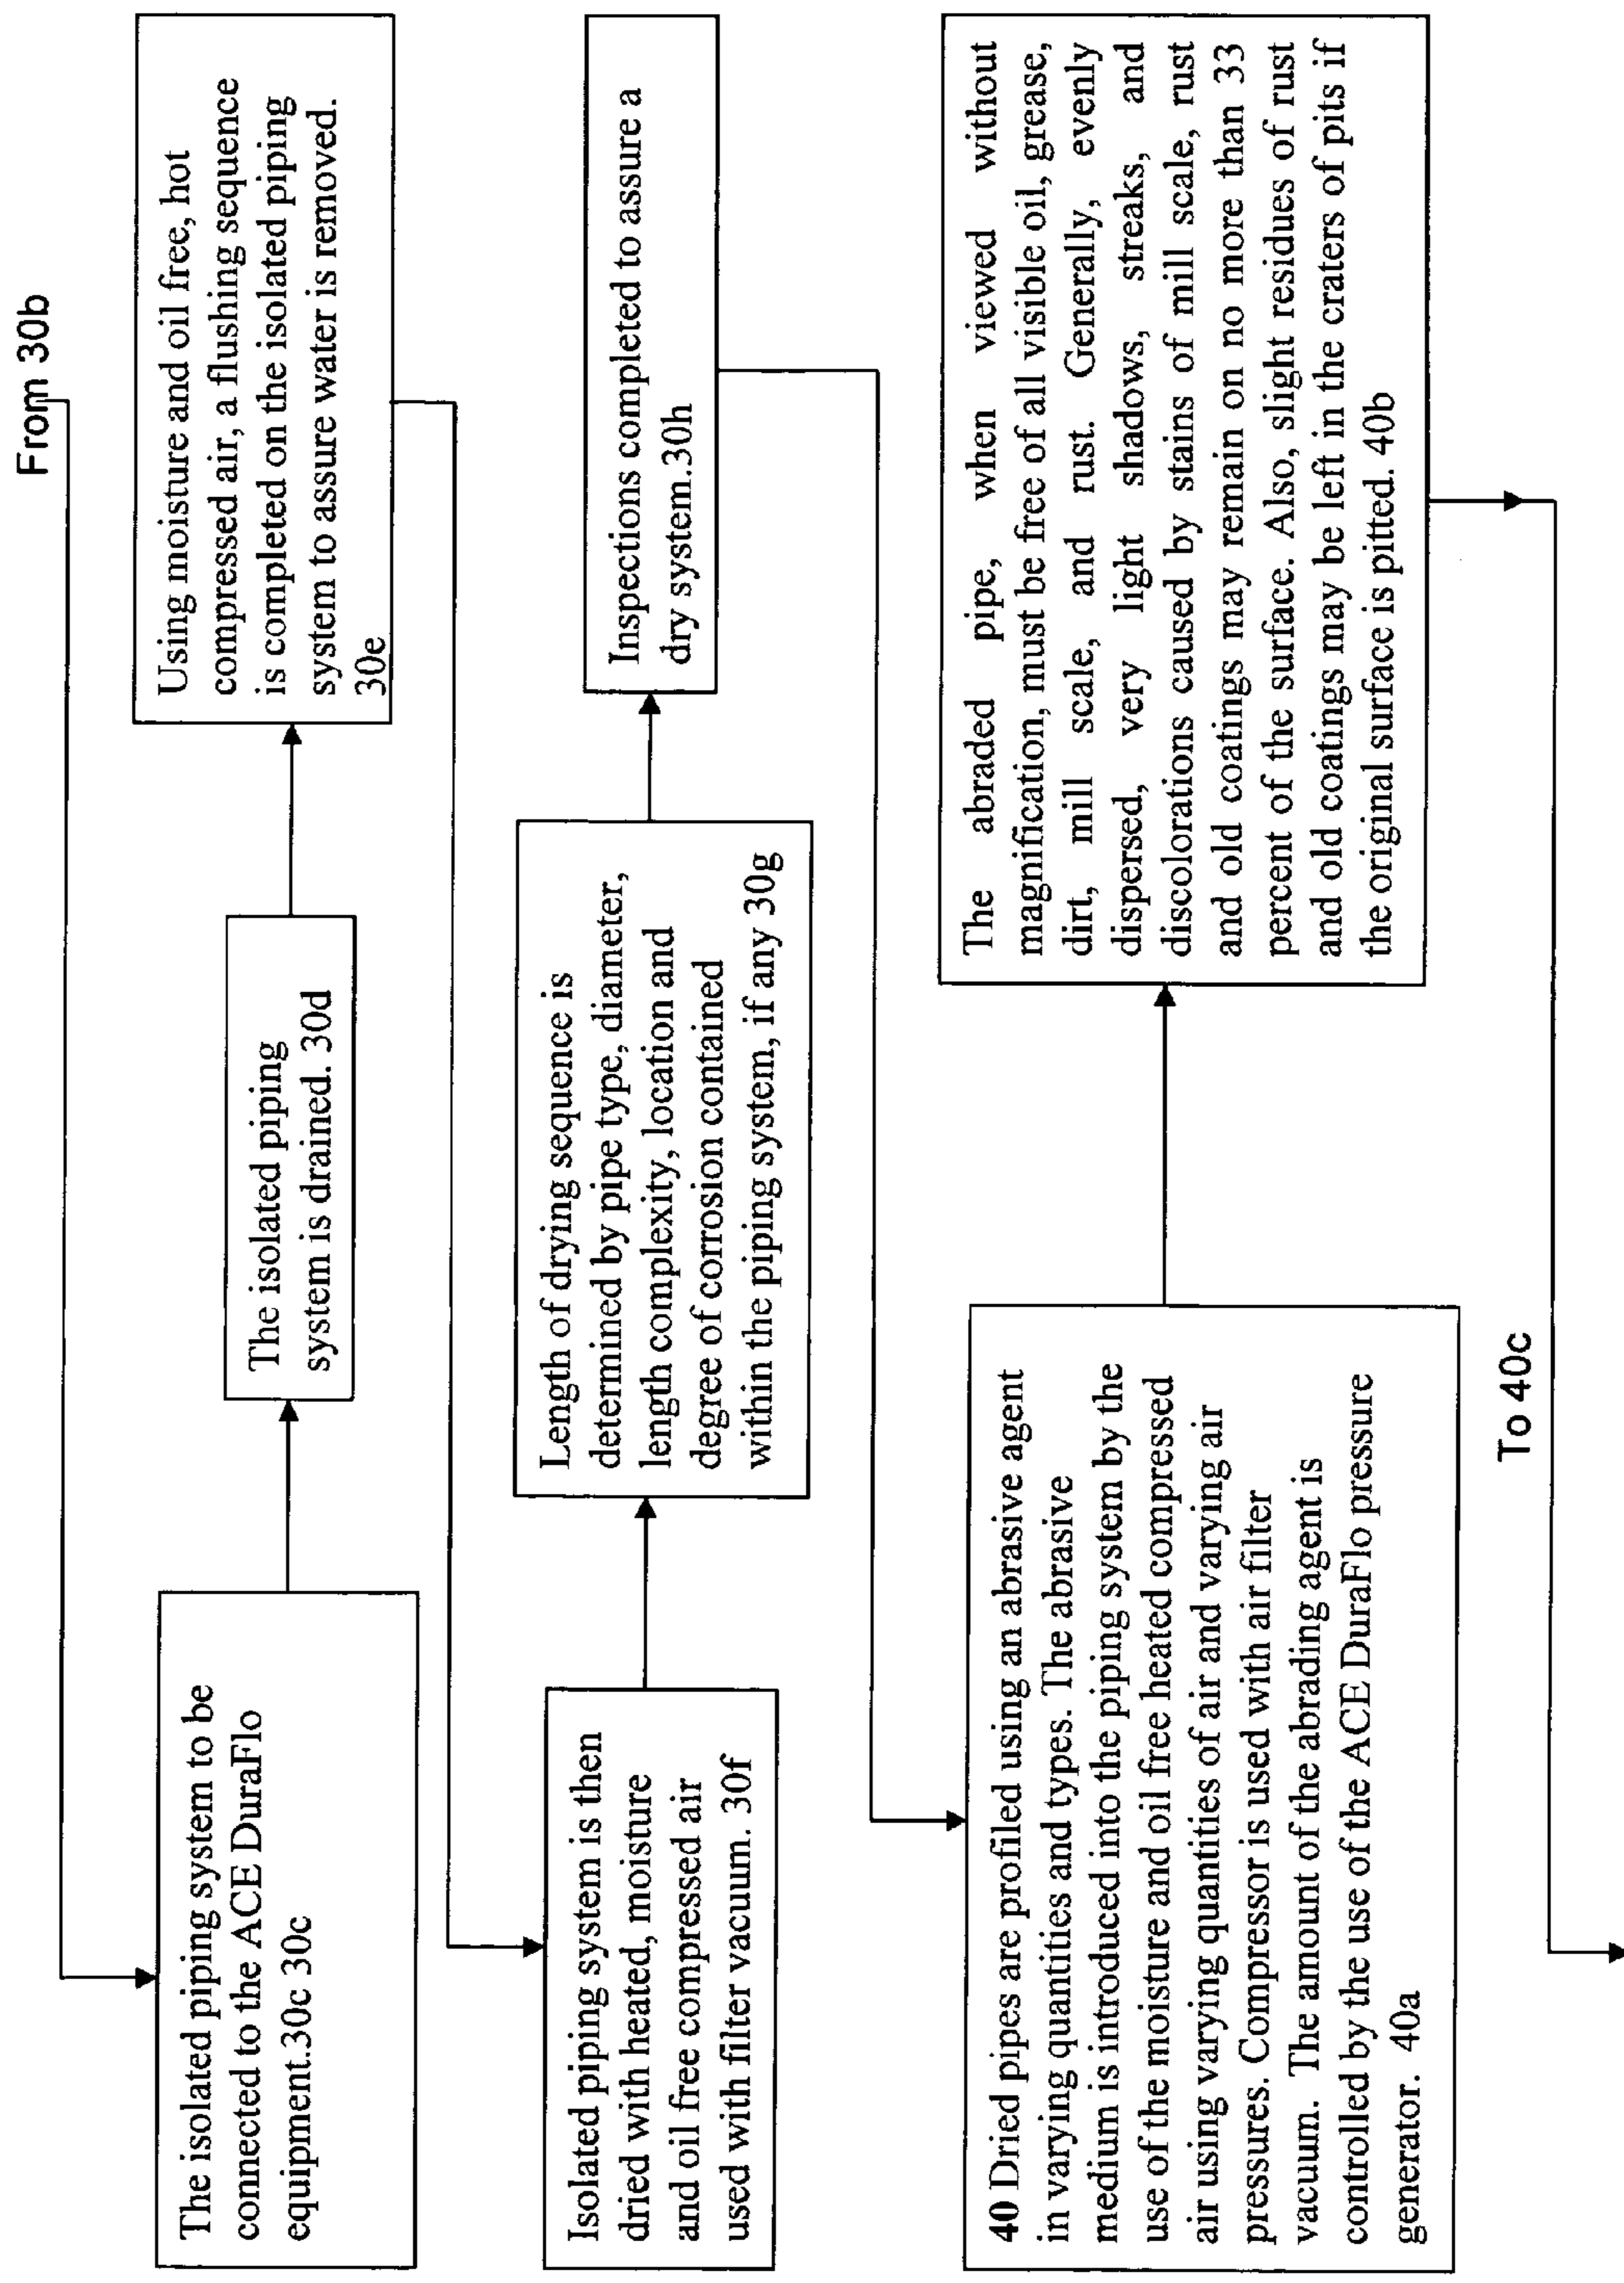 From 30b
The isolated piping system to be
connected to the ACE DuraFlo
equipment.30c 30c
The isolated piping
system is drained. 30d
Using moisture and oil free, hot
compressed air, a flushing sequence
is completed on the isolated piping
system to assure water is removed.
30e
Isolated piping system is then
dried with heated, moisture
and oil free compressed air
used with filter vacuum. 30f
Length of drying sequence is
determined by pipe type, diameter,
length complexity, location and
degree of corrosion contained
within the piping system, if any 30g
Inspections completed to assure a
dry system.30h
40 Dried pipes are profiled using an abrasive agent
in varying quantities and types. The abrasive
medium is introduced into the piping system by the
use of the moisture and oil free heated compressed
air using varying quantities of air and varying air
pressures. Compressor is used with air filter
vacuum. The amount of the abrading agent is
controlled by the use of the ACE DuraFlo pressure
generator. 40a
The abraded pipe, when viewed without
magnification, must be free of all visible oil, grease,
dirt, mill scale, and rust. Generally, evenly
dispersed, very light shadows, streaks, and
discolorations caused by stains of mill scale, rust
and old coatings may remain on no more than 33
percent of the surface. Also, slight residues of rust
and old coatings may be left in the craters of pits if
the original surface is pitted. 40b
To 40c